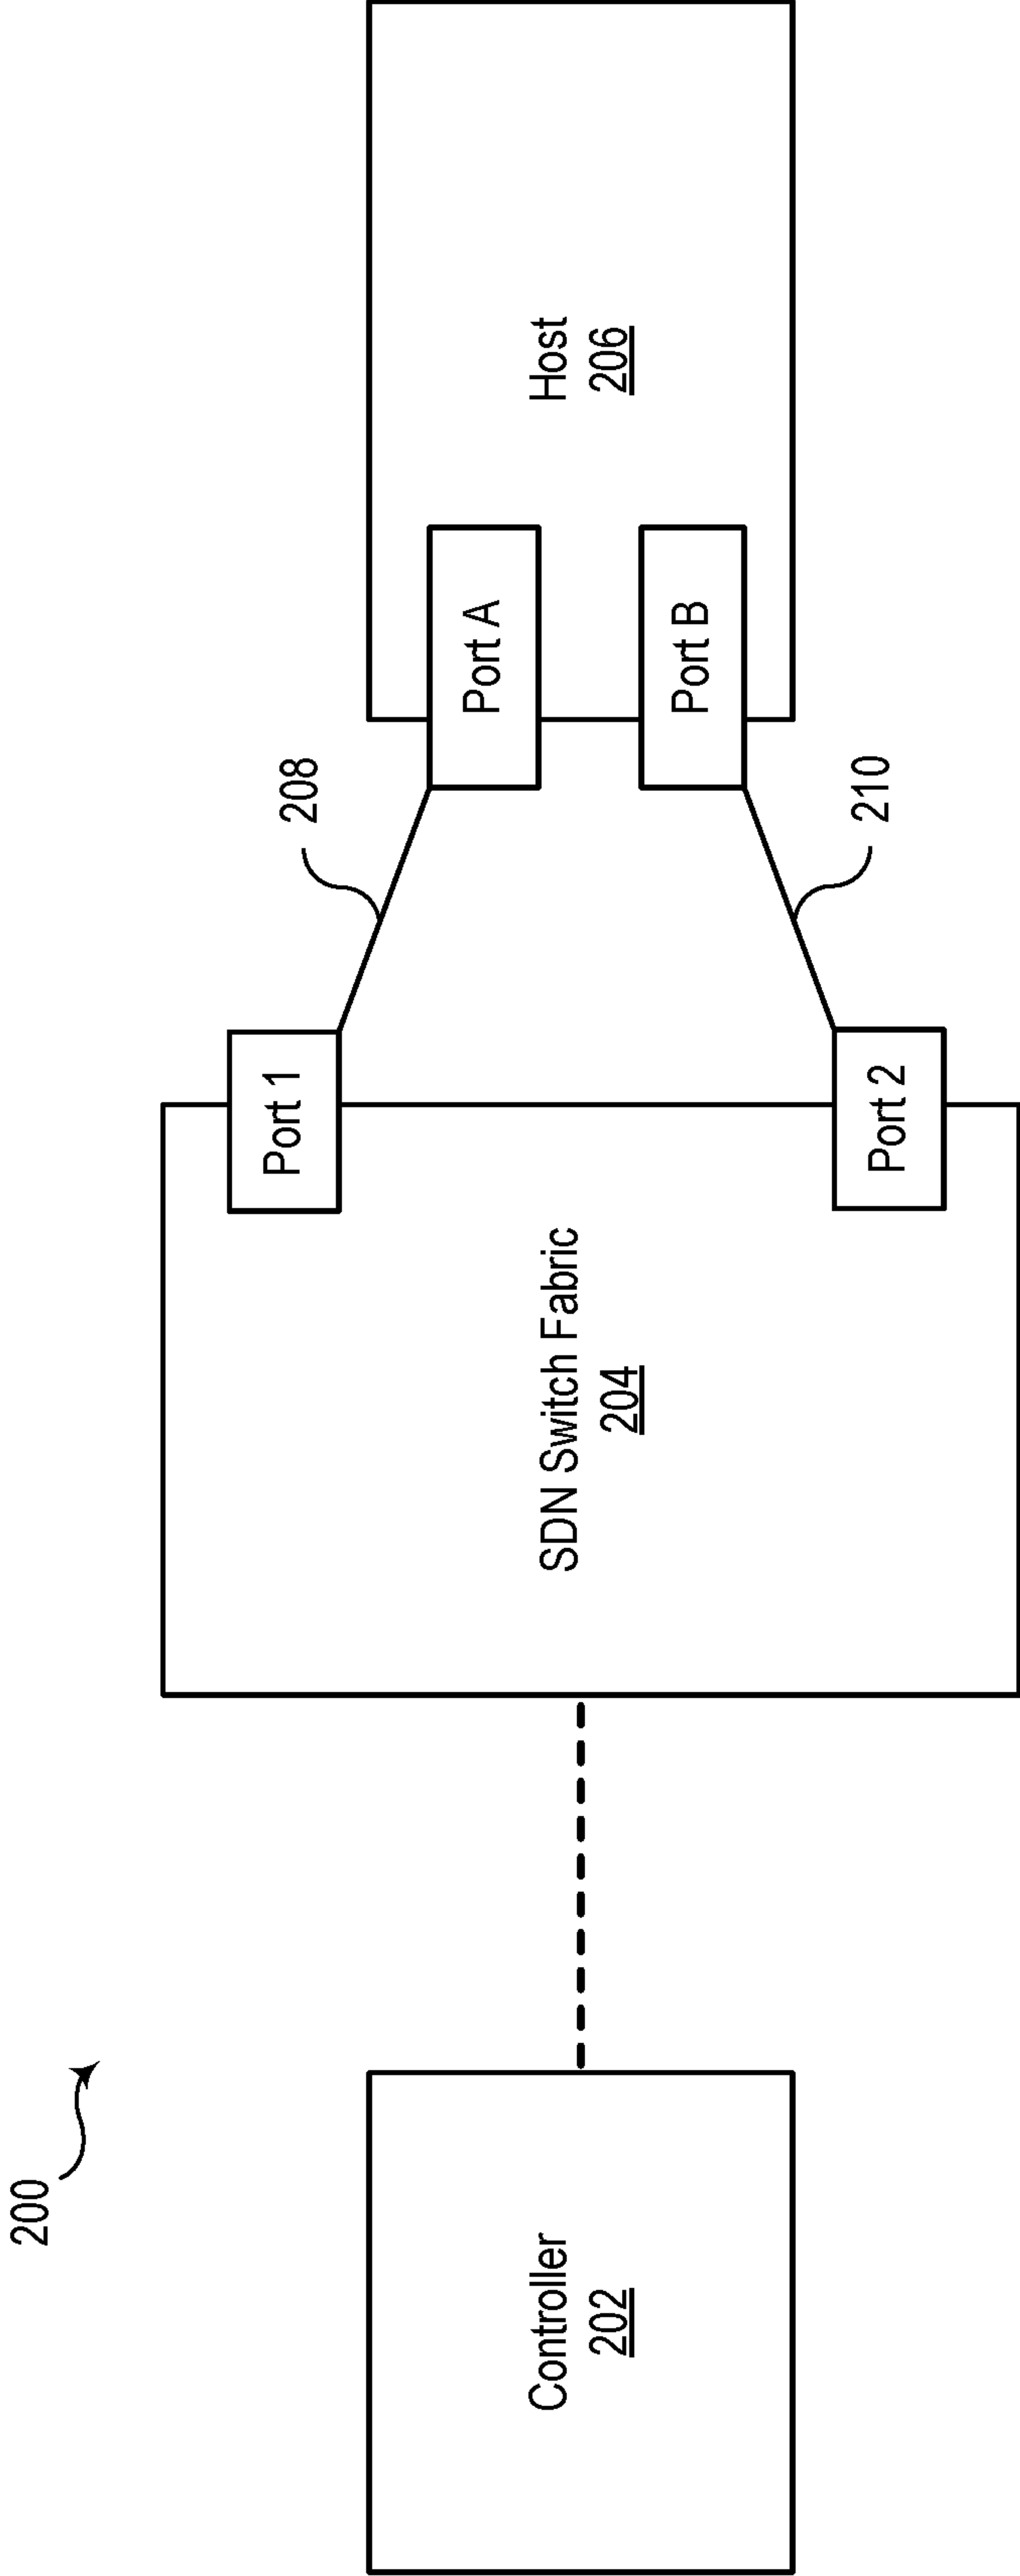 200
Controller
202
SDN Switch Fabric
204
Port 1
Port 2
208
210
Port A
Port B
Host
206